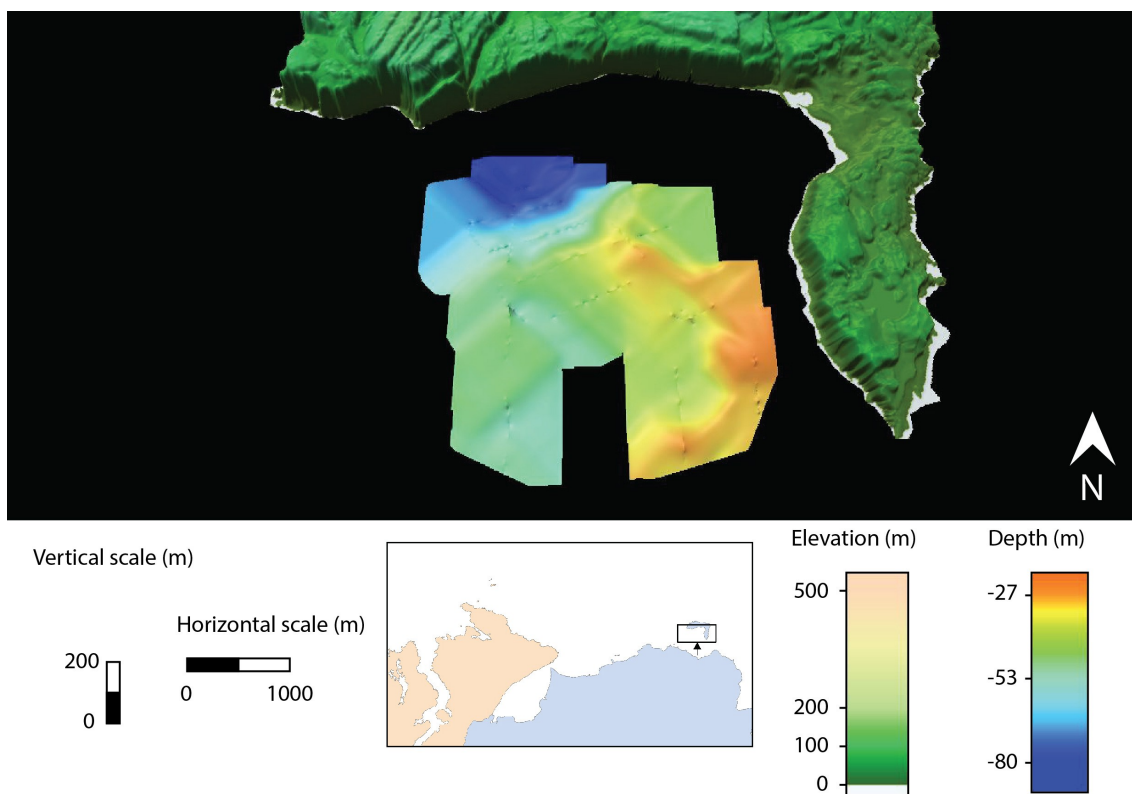 N
Vertical scale (m)
200
0
Horizontal scale (m)
0 1000
Elevation (m)
500
200
100
0
Depth (m)
-27
-53
-80